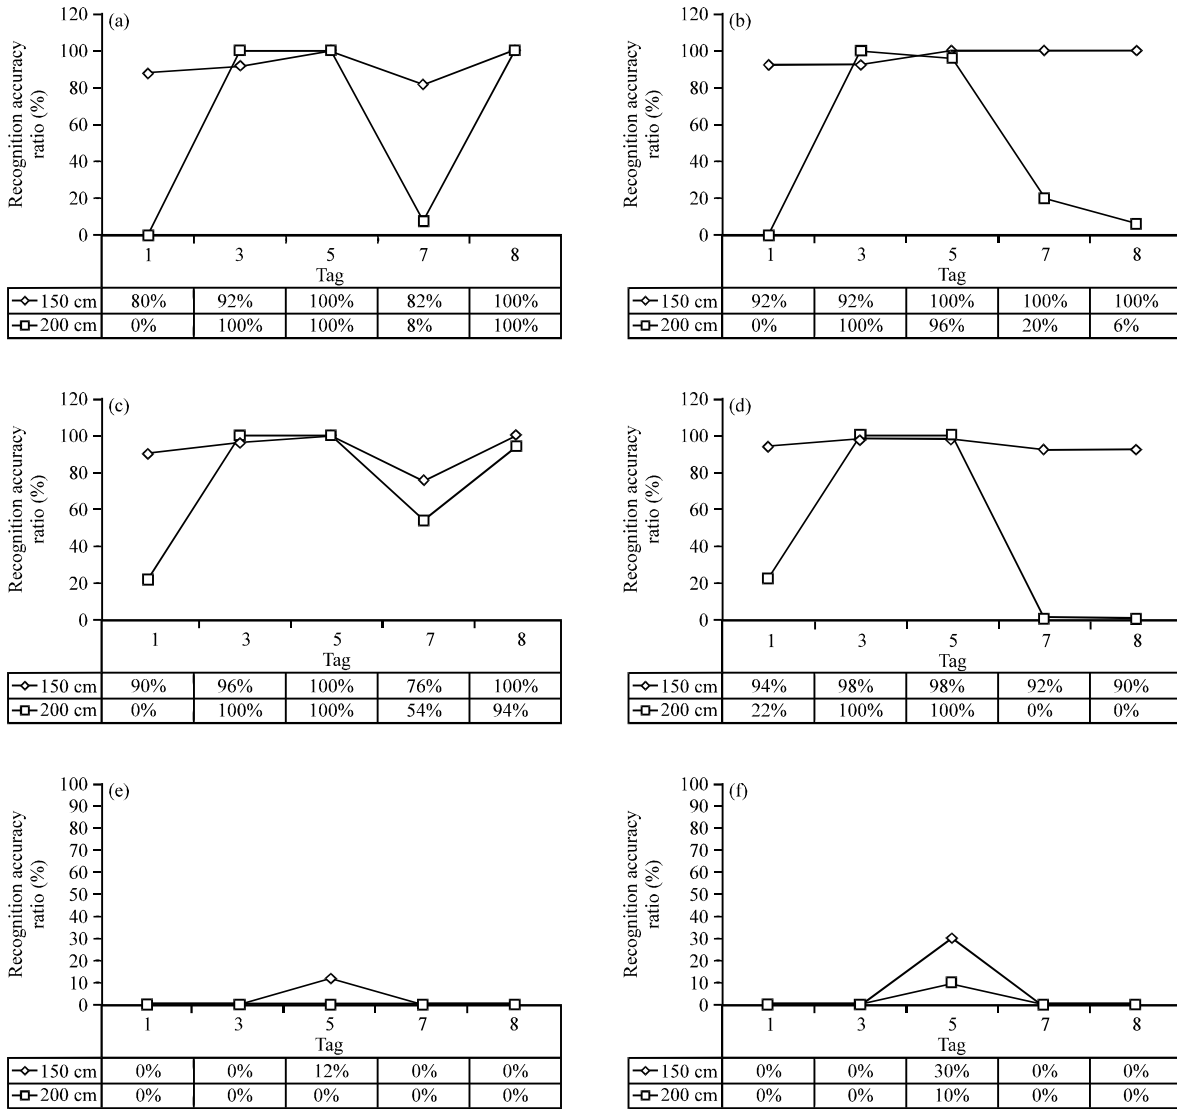 (a)
Recognition accuracy
ratio (%)
120
100
80
60
40
20
0
1 3 5 7 8
Tag
150 cm 80% 92% 100% 82% 100%
200 cm 0% 100% 100% 8% 100%
(b)
Recognition accuracy
ratio (%)
120
100
80
60
40
20
0
1 3 5 7 8
Tag
150 cm 92% 92% 100% 100% 100%
200 cm 0% 100% 96% 20% 6%
(c)
Recognition accuracy
ratio (%)
120
100
80
60
40
20
0
1 3 5 7 8
Tag
150 cm 90% 96% 100% 76% 100%
200 cm 0% 100% 100% 54% 94%
(d)
Recognition accuracy
ratio (%)
120
100
80
60
40
20
0
1 3 5 7 8
Tag
150 cm 94% 98% 98% 92% 90%
200 cm 22% 100% 100% 0% 0%
(e)
Recognition accuracy
ratio (%)
100
90
80
70
60
50
40
30
20
10
0
1 3 5 7 8
Tag
150 cm 0% 0% 12% 0% 0%
200 cm 0% 0% 0% 0% 0%
(f)
Recognition accuracy
ratio (%)
100
90
80
70
60
50
40
30
20
10
0
1 3 5 7 8
Tag
150 cm 0% 0% 30% 0% 0%
200 cm 0% 0% 10% 0% 0%